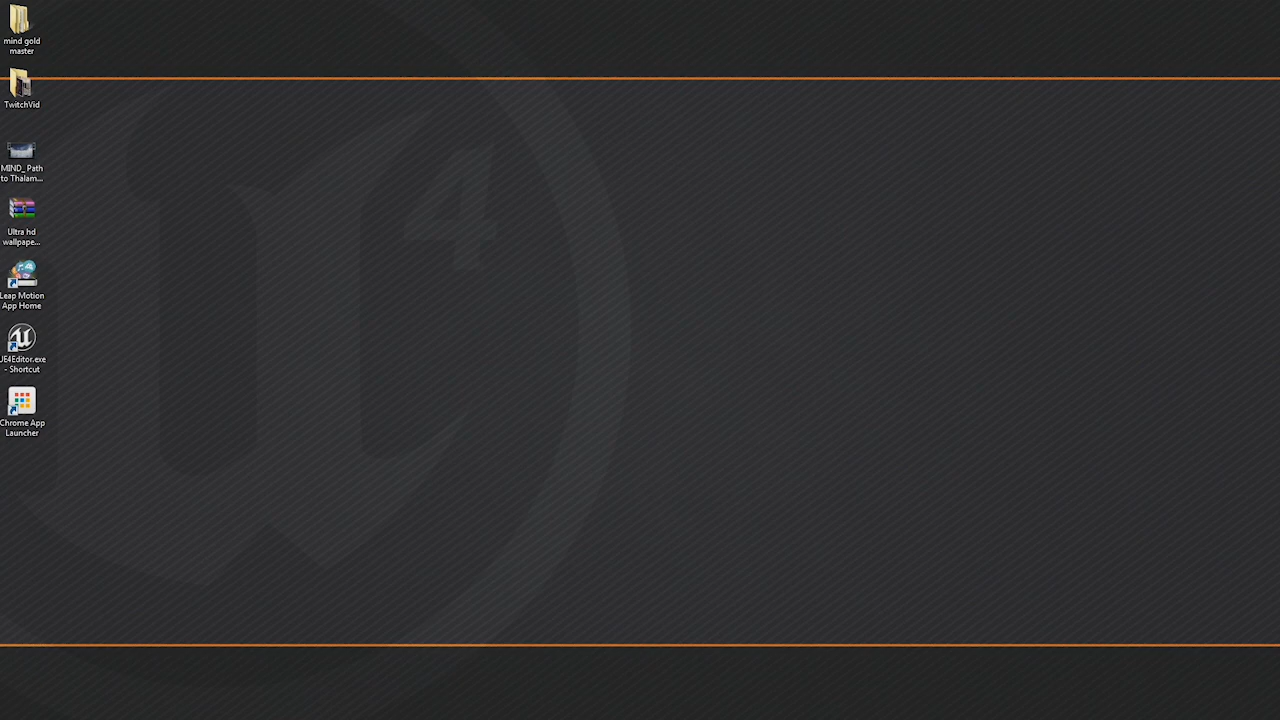 mind gold
master
TwitchVid
MIND_ Path
to Thalam...
Ultra hd
wallpape...
Leap Motion
App Home
UE4Editor.exe
- Shortcut
Chrome App
Launcher
4